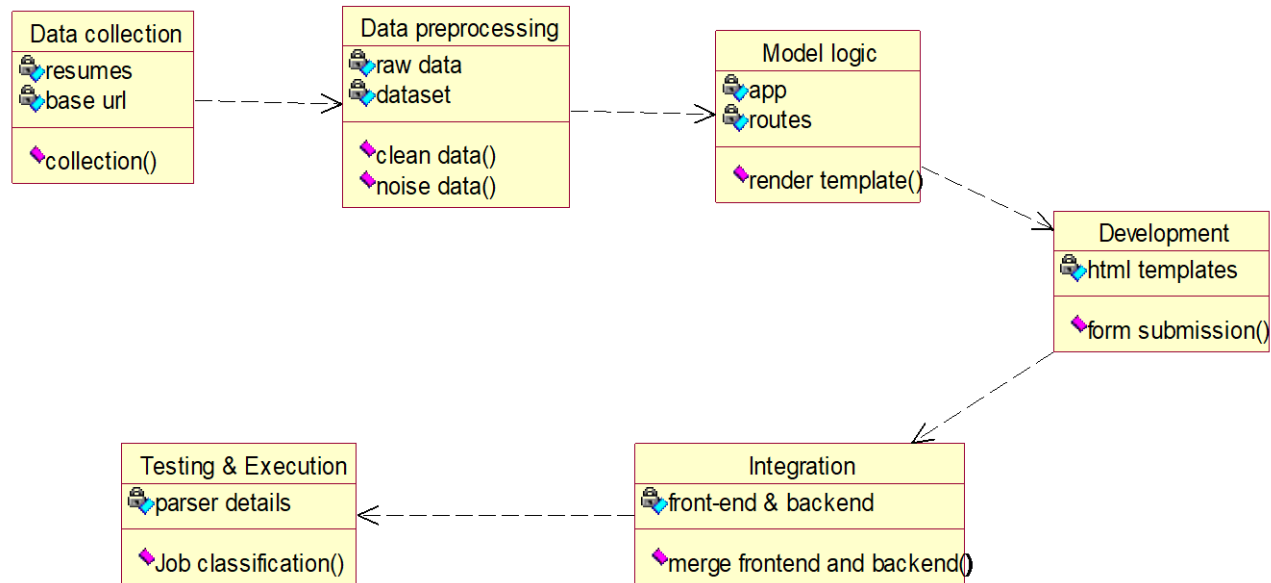 Data collection
resumes
base url
collection()
Data preprocessing
raw data
dataset
clean data()
noise data()
Model logic
app
routes
render template()
Development
html templates
form submission()
Integration
front-end & backend
merge frontend and backend()
Testing & Execution
parser details
Job classification()